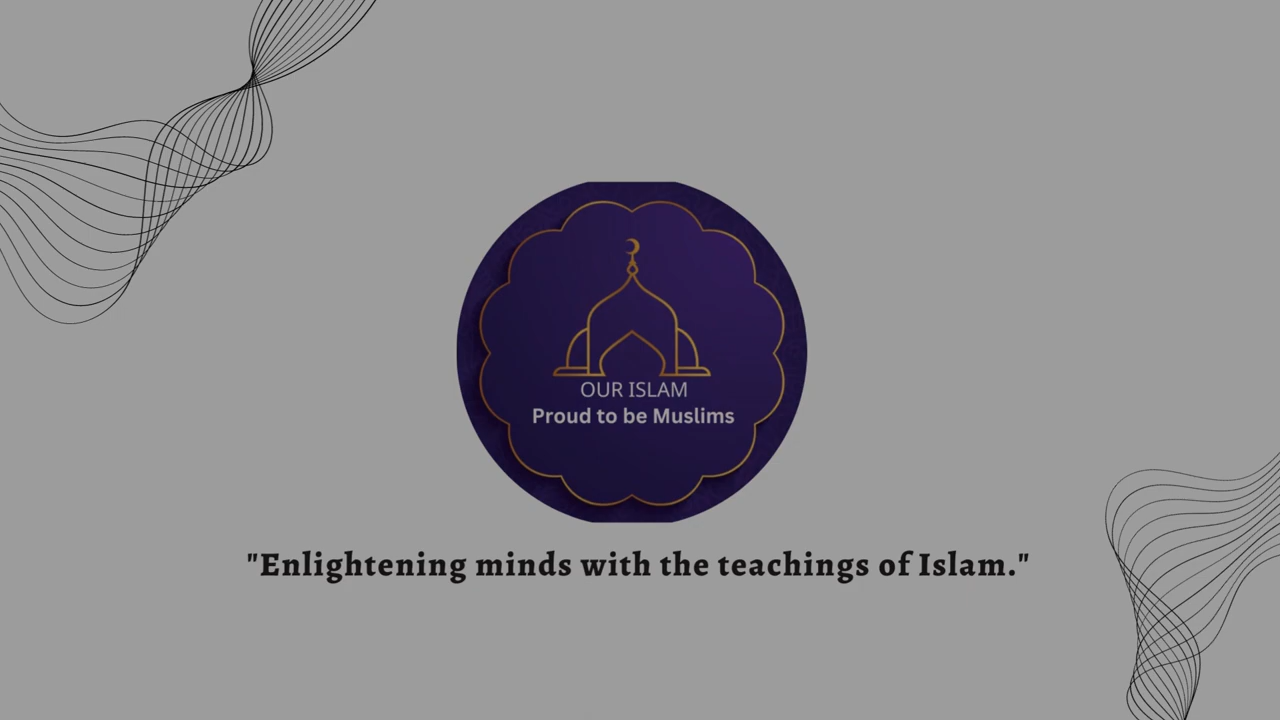 OUR ISLAM
Proud to be Muslims
"Enlightening minds with the teachings of Islam."